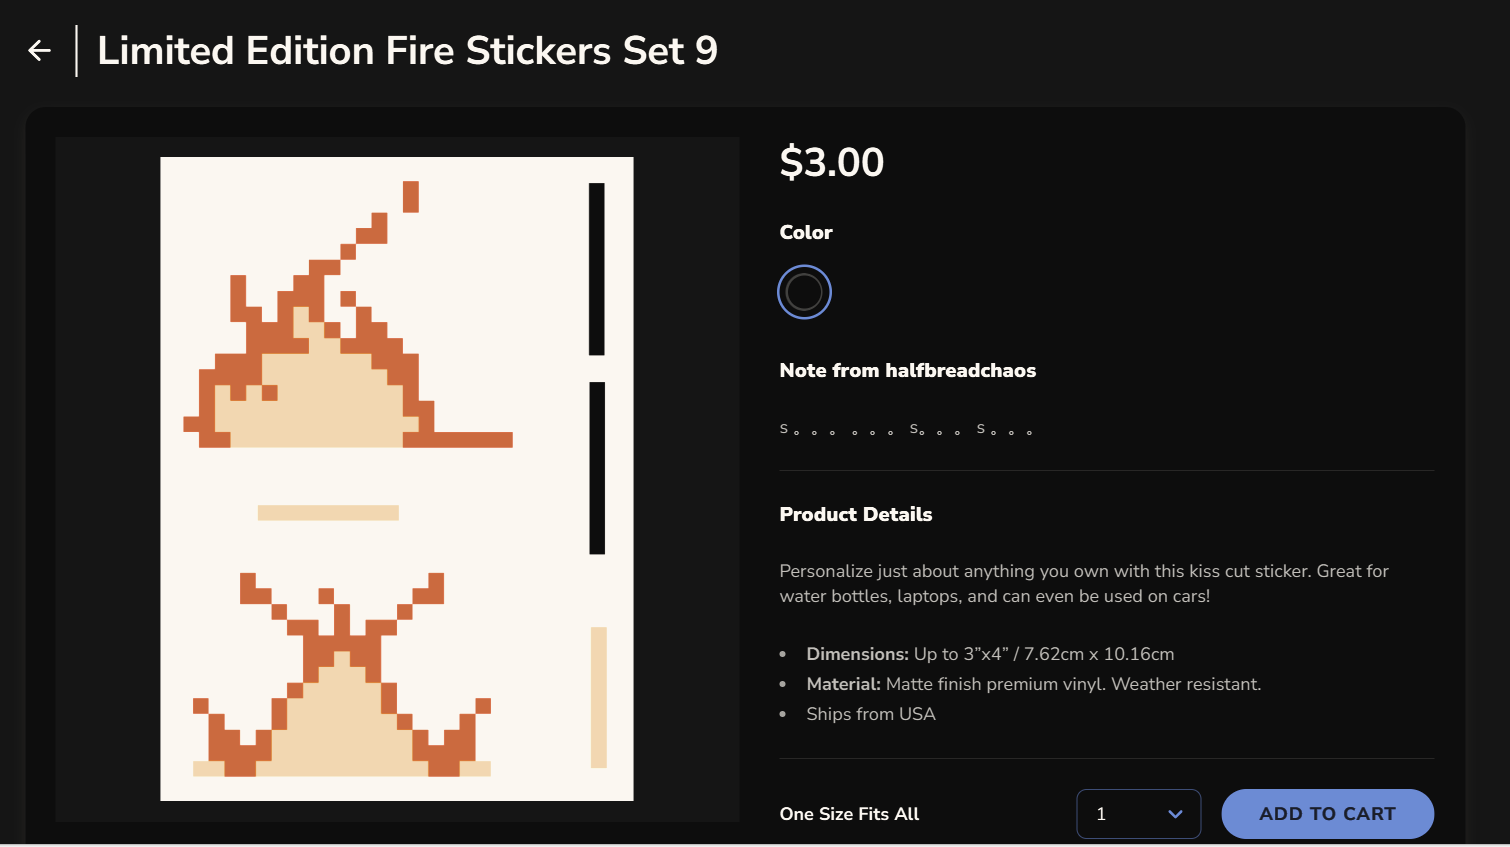 Limited Edition Fire Stickers Set 9
$3.00
Color
Note from halfbreadchaos
s 。。。 。。。 s。。。 s 。。。
Product Details
Personalize just about anything you own with this kiss cut sticker. Great for
water bottles, laptops, and can even be used on cars!
Dimensions: Up to 3”x4” / 7.62cm x 10.16cm
Material: Matte finish premium vinyl. Weather resistant.
Ships from USA
One Size Fits All
1
ADD TO CART